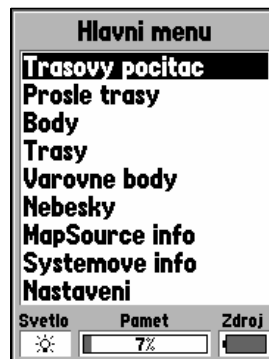 Hlavni menu
Trasovy pocitac
Prosle trasy
Body
Trasy
Varovne body
Nebesky
MapSource info
Systemove info
Nastaveni
Svetlo Pamet Zdroj
7%